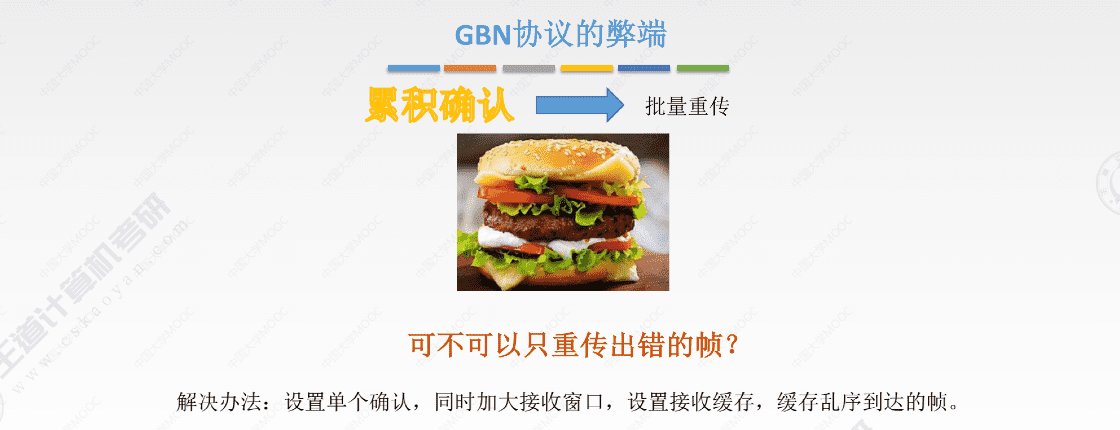 GBN协议的弊端
累积确认
批量重传
可不可以只重传出错的帧？
解决办法：设置单个确认，同时加大接收窗口，设置接收缓存，缓存乱序到达的帧。
王道计算机考研
www.cskaoyan.com
中国大学MOOC